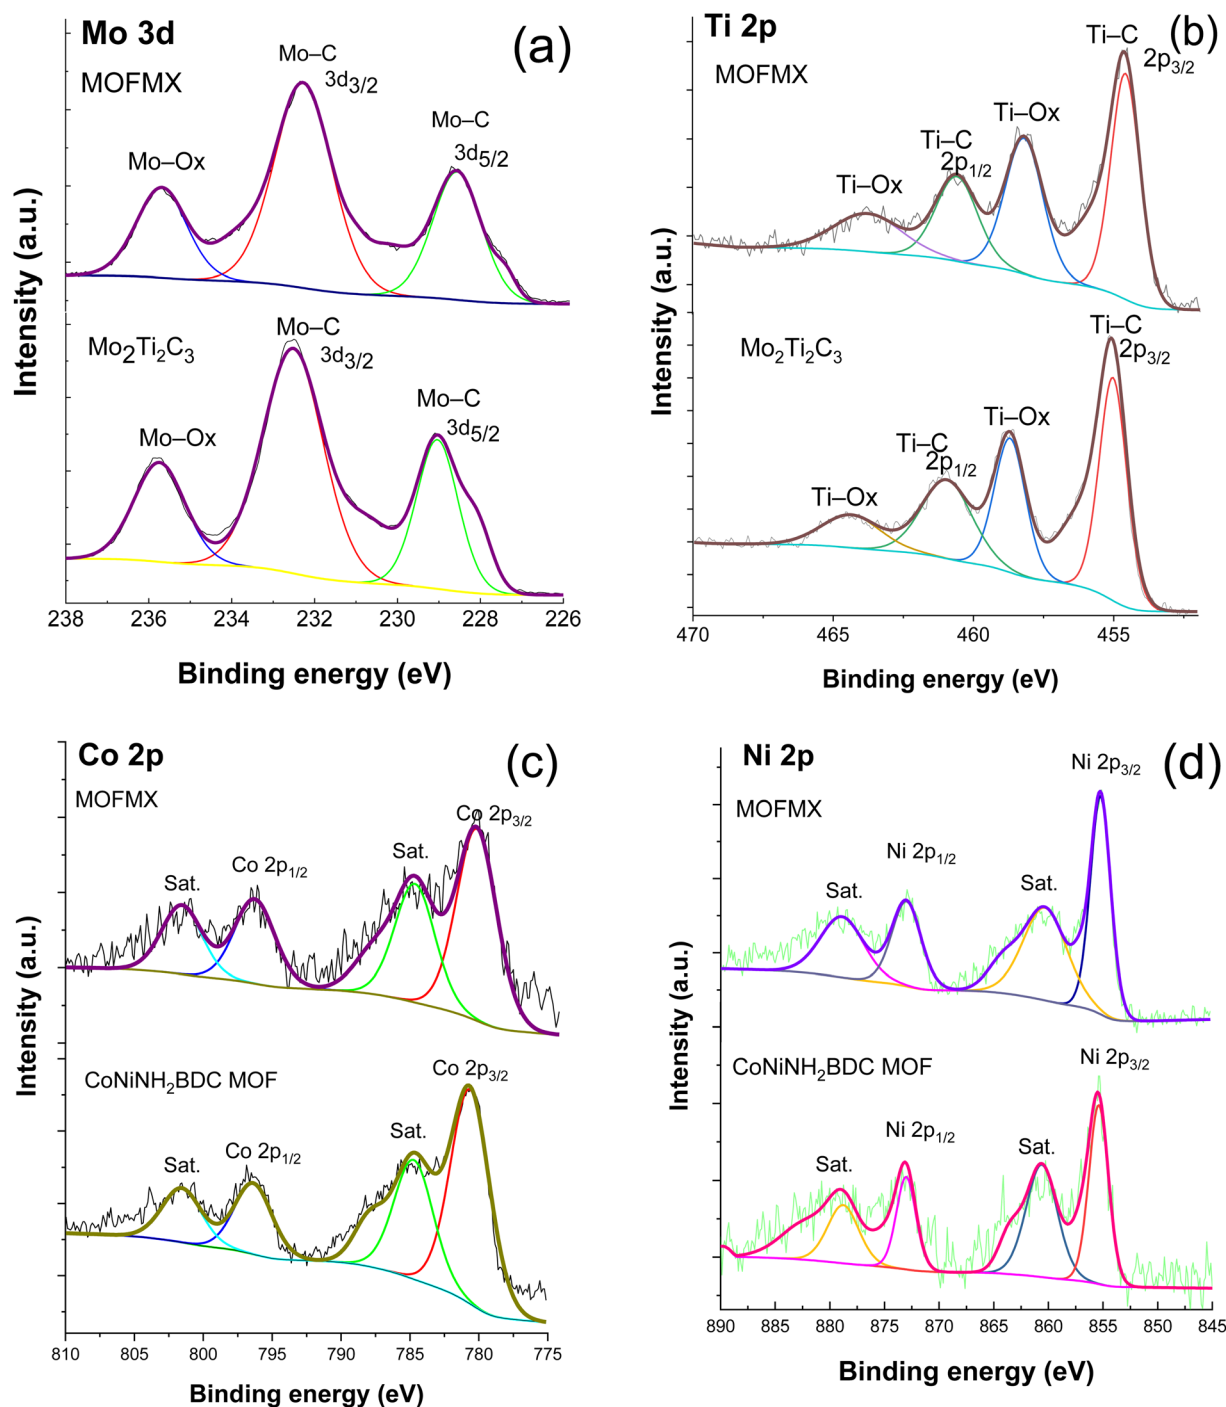 Mo 3d
(a)
MOFMX
Mo–C
3d3/2
Mo–C
3d5/2
Mo–Ox
Mo2Ti2C3
Mo–C
3d3/2
Mo–C
3d5/2
Mo–Ox
Intensity (a.u.)
238 236 234 232 230 228 226
Binding energy (eV)
Ti 2p
(b)
MOFMX
Ti–C
2p3/2
Ti–Ox
Ti–C
2p1/2
Ti–Ox
Mo2Ti2C3
Ti–C
2p3/2
Ti–Ox
Ti–C
2p1/2
Ti–Ox
Intensity (a.u.)
470 465 460 455
Binding energy (eV)
Co 2p
(c)
MOFMX
Co 2p3/2
Sat.
Co 2p1/2
Sat.
CoNiNH2BDC MOF
Co 2p3/2
Sat.
Co 2p1/2
Sat.
Intensity (a.u.)
810 805 800 795 790 785 780 775
Binding energy (eV)
Ni 2p
(d)
MOFMX
Ni 2p3/2
Ni 2p1/2
Sat.
Sat.
CoNiNH2BDC MOF
Ni 2p3/2
Ni 2p1/2
Sat.
Sat.
Intensity (a.u.)
890 885 880 875 870 865 860 855 850 845
Binding energy (eV)